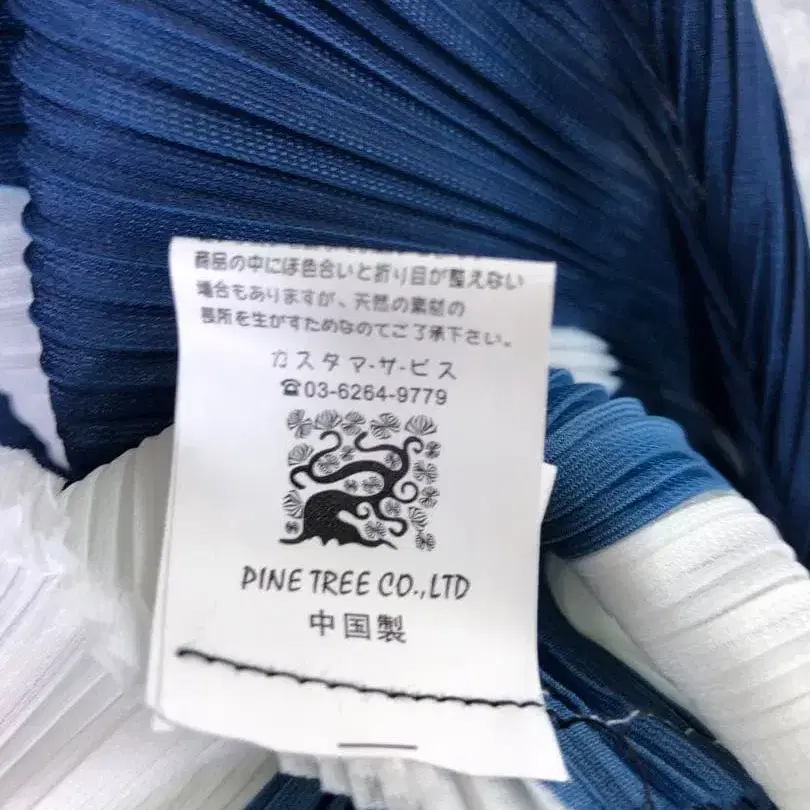 商品の中にほ色合いと折り目が整えない
場合もありますが、天然の素材の
長所を生がすためなのてご了承下さい。
カスタマ-サ-ビス
☎03-6264-9779
PINE TREE CO.,LTD
中国製